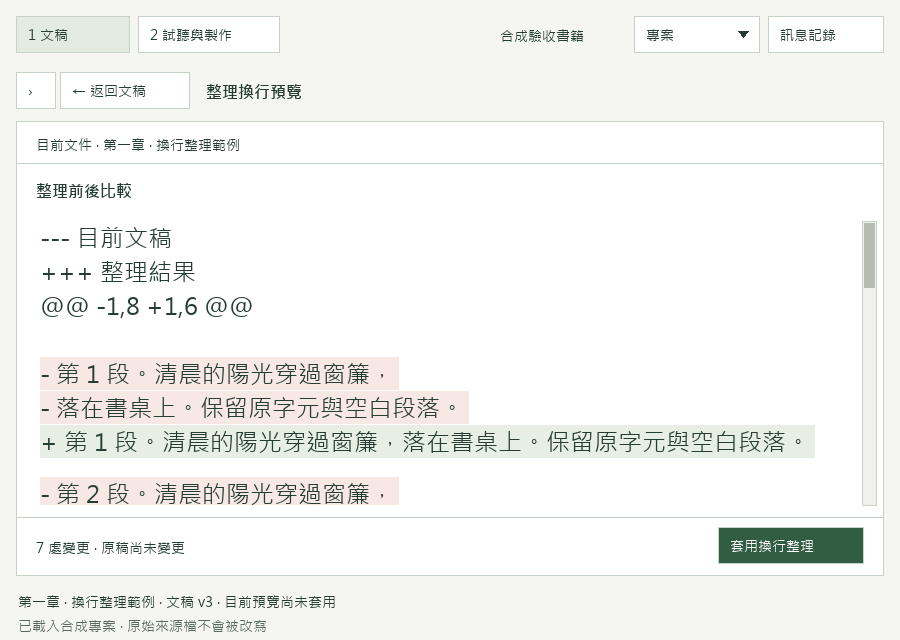 1 文稿
2 試聽與製作
合成驗收書籍
專案
訊息記錄
›
← 返回文稿
整理換行預覽
目前文件 · 第一章 · 換行整理範例
整理前後比較
--- 目前文稿
+++ 整理結果
@@ -1,8 +1,6 @@
- 第 1 段。清晨的陽光穿過窗簾，
- 落在書桌上。保留原字元與空白段落。
+ 第 1 段。清晨的陽光穿過窗簾，落在書桌上。保留原字元與空白段落。
- 第 2 段。清晨的陽光穿過窗簾，
7 處變更 · 原稿尚未變更
套用換行整理
第一章 · 換行整理範例 · 文稿 v3 · 目前預覽尚未套用
已載入合成專案 · 原始來源檔不會被改寫